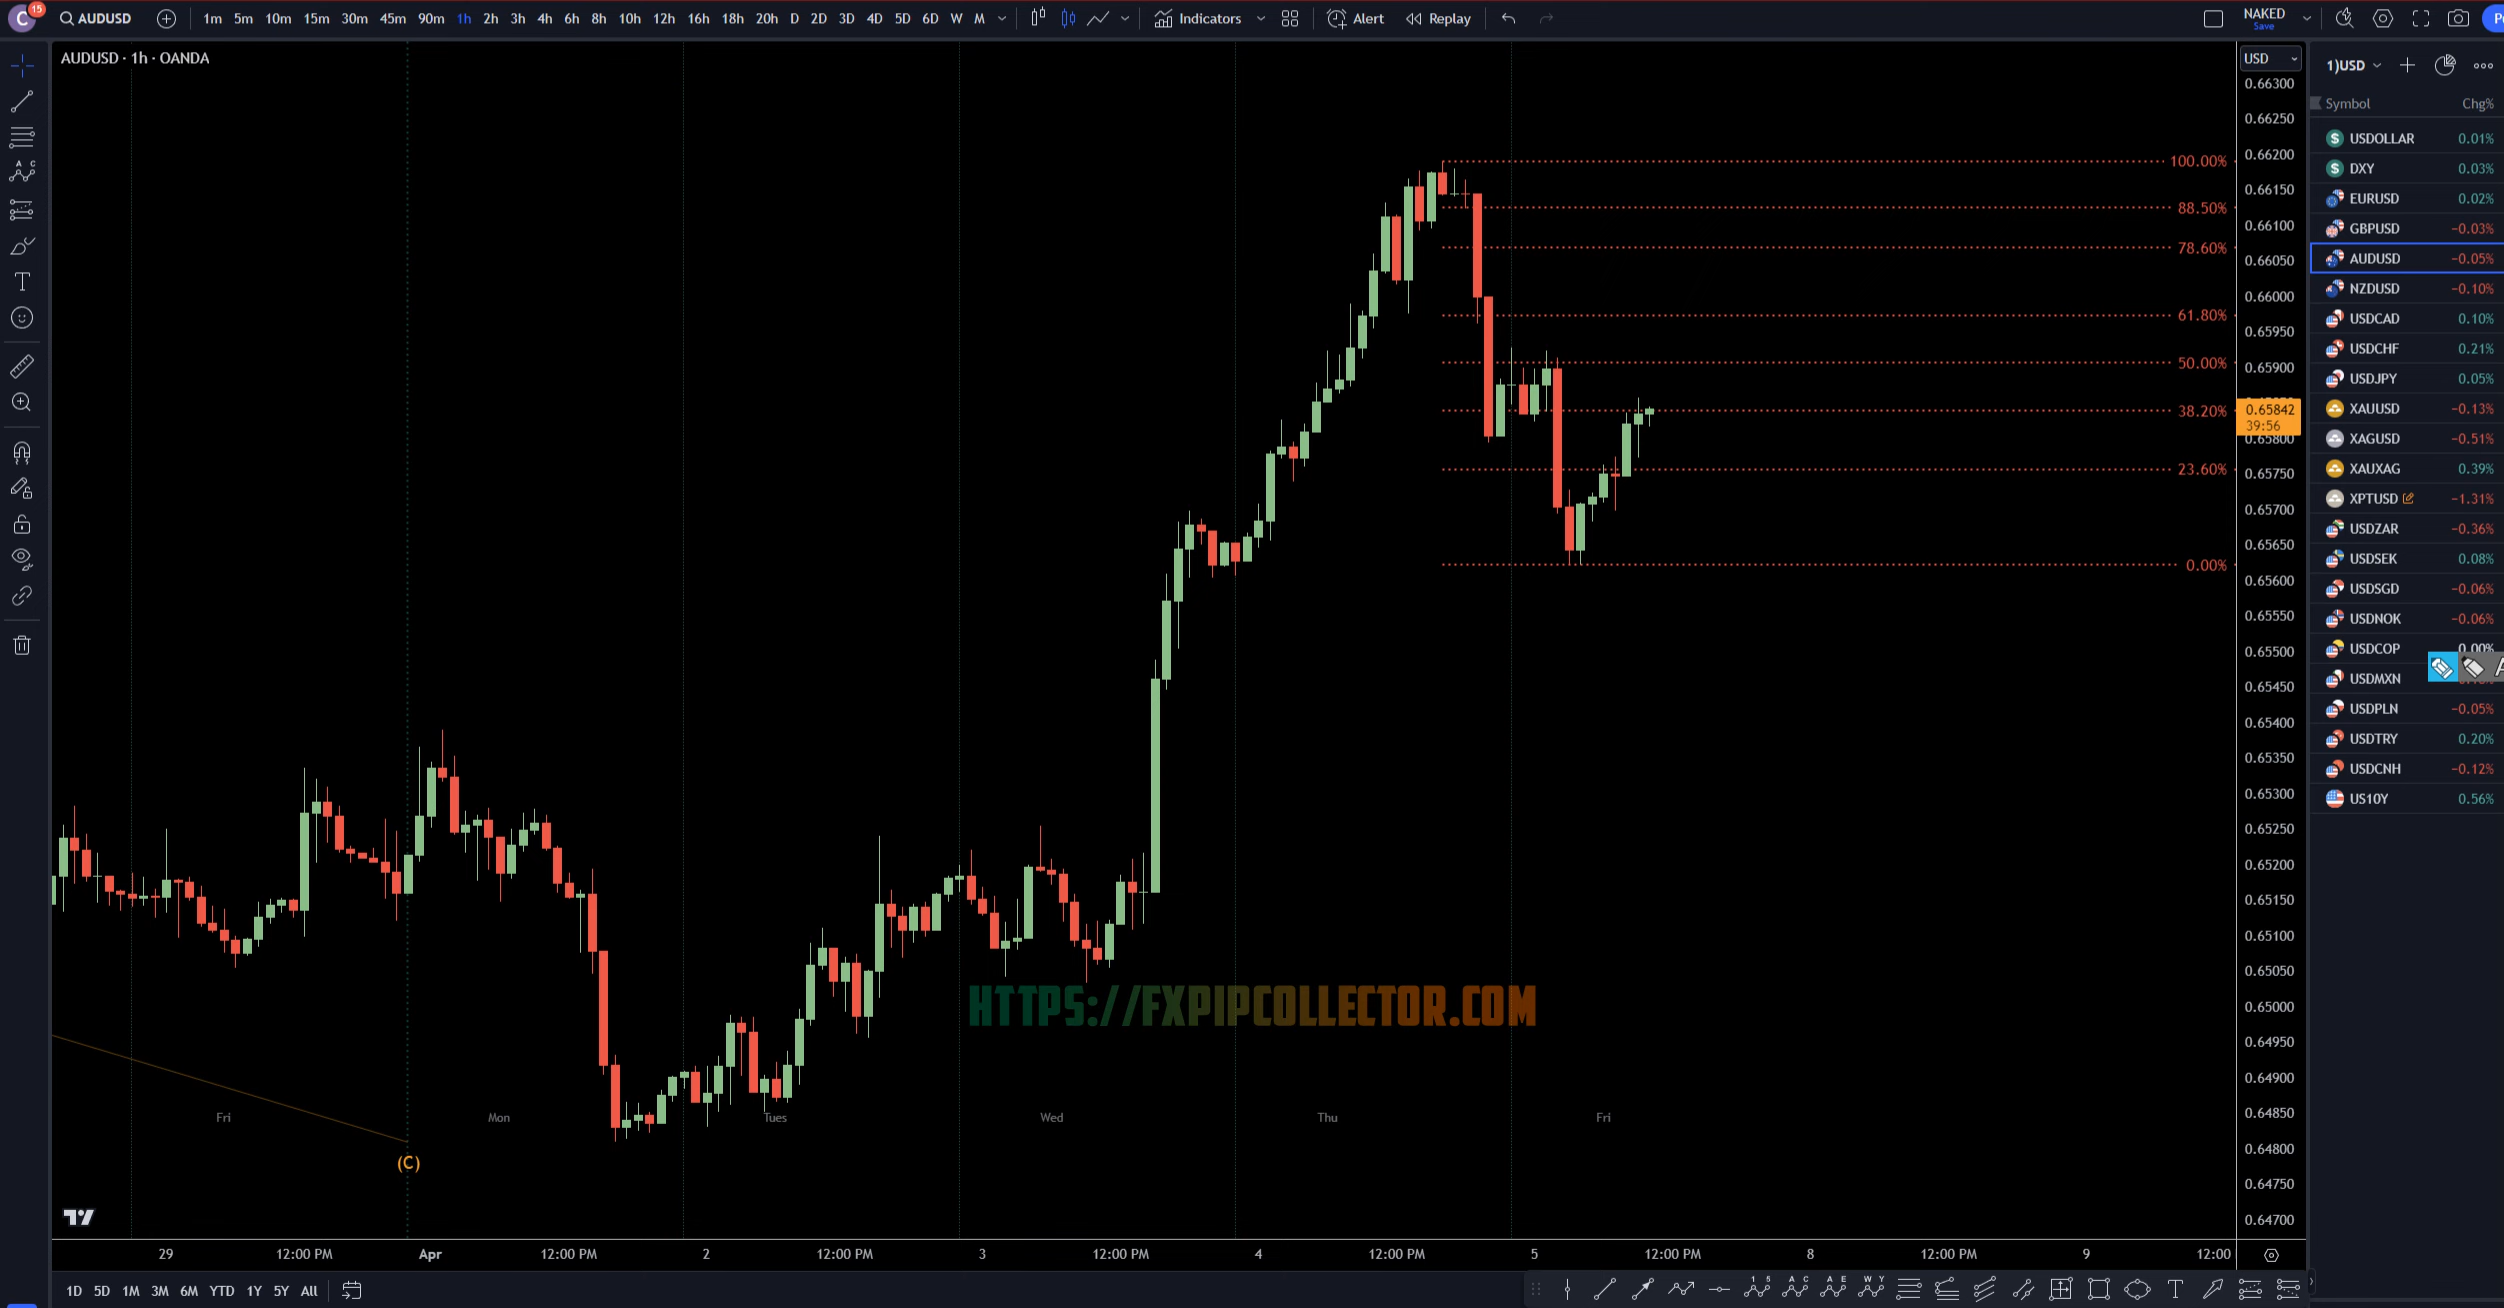 C 15 AUDUSD 1m 5m 10m 15m 30m 45m 90m 1h 2h 3h 4h 6h 8h 10h 12h 16h 18h 20h D 2D 3D 4D 5D 6D W M Indicators Alert Replay NAKED
Save
AUDUSD · 1h · OANDA
USD
1)USD
Symbol Chg%
0.66300
0.66250
0.66200
0.66150
0.66100
0.66050
0.66000
0.65950
0.65900
0.65842
39:56
0.65800
0.65750
0.65700
0.65650
0.65600
0.65550
0.65500
0.65450
0.65400
0.65350
0.65300
0.65250
0.65200
0.65150
0.65100
0.65050
0.65000
0.64950
0.64900
0.64850
0.64800
0.64750
0.64700
100.00%
88.50%
78.60%
61.80%
50.00%
38.20%
23.60%
0.00%
USDOLLAR 0.01%
DXY 0.03%
EURUSD 0.02%
GBPUSD −0.03%
AUDUSD −0.05%
NZDUSD −0.10%
USDCAD 0.10%
USDCHF 0.21%
USDJPY 0.05%
XAUUSD −0.13%
XAGUSD −0.51%
XAUXAG 0.39%
XPTUSD −1.31%
USDZAR −0.36%
USDSEK 0.08%
USDSGD −0.06%
USDNOK −0.06%
USDCOP 0.00%
USDMXN
USDPLN −0.05%
USDTRY 0.20%
USDCNH −0.12%
US10Y 0.56%
HTTPS://FXPIPCOLLECTOR.COM
Fri Mon Tues Wed Thu Fri
(C)
29 12:00 PM Apr 12:00 PM 2 12:00 PM 3 12:00 PM 4 12:00 PM 5 12:00 PM 8 12:00 PM 9 12:00
1D 5D 1M 3M 6M YTD 1Y 5Y All